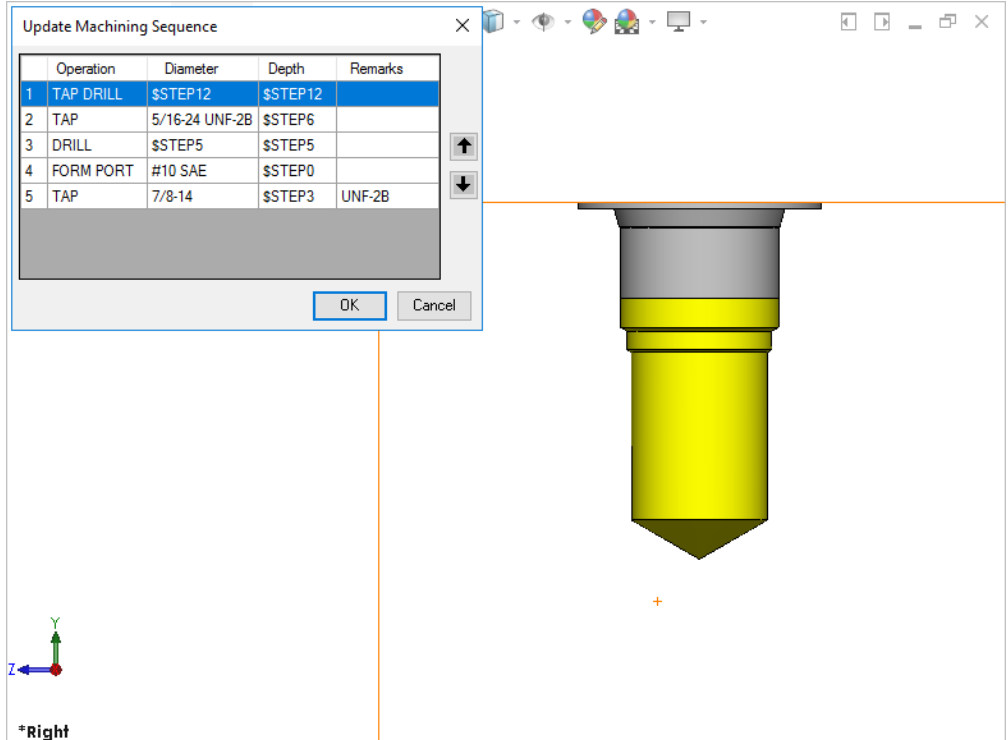 Update Machining Sequence
Operation Diameter Depth Remarks
1 TAP DRILL $STEP12 $STEP12
2 TAP 5/16-24 UNF-2B $STEP6
3 DRILL $STEP5 $STEP5
4 FORM PORT #10 SAE $STEP0
5 TAP 7/8-14 $STEP3 UNF-2B
OK Cancel
Y
Z
*Right